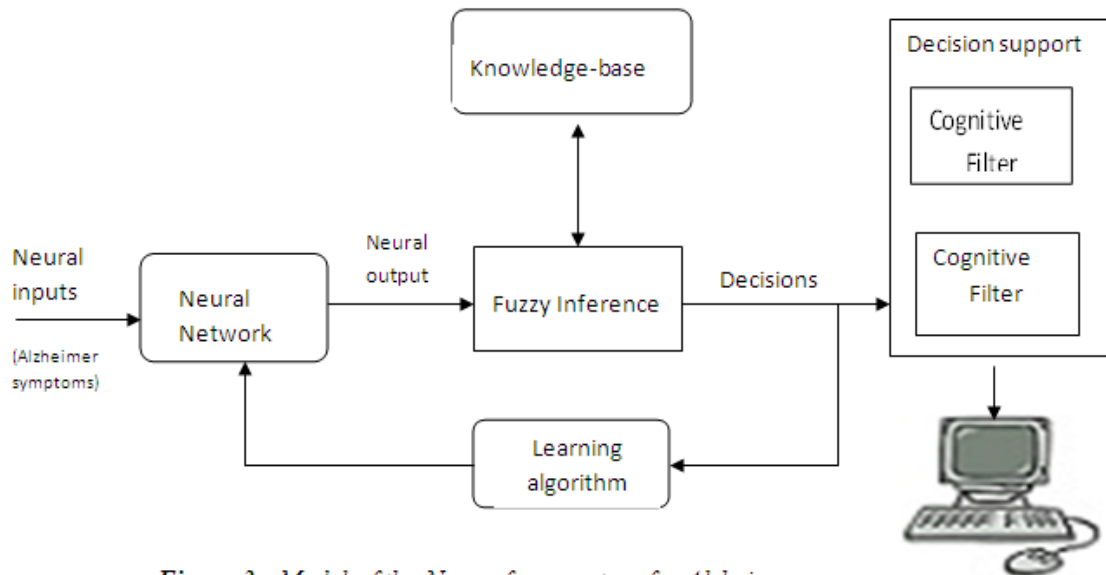 Knowledge-base
Decision support
Cognitive
Filter
Cognitive
Filter
Neural
inputs
(Alzheimer
symptoms)
Neural
Network
Neural
output
Fuzzy Inference
Decisions
Learning
algorithm